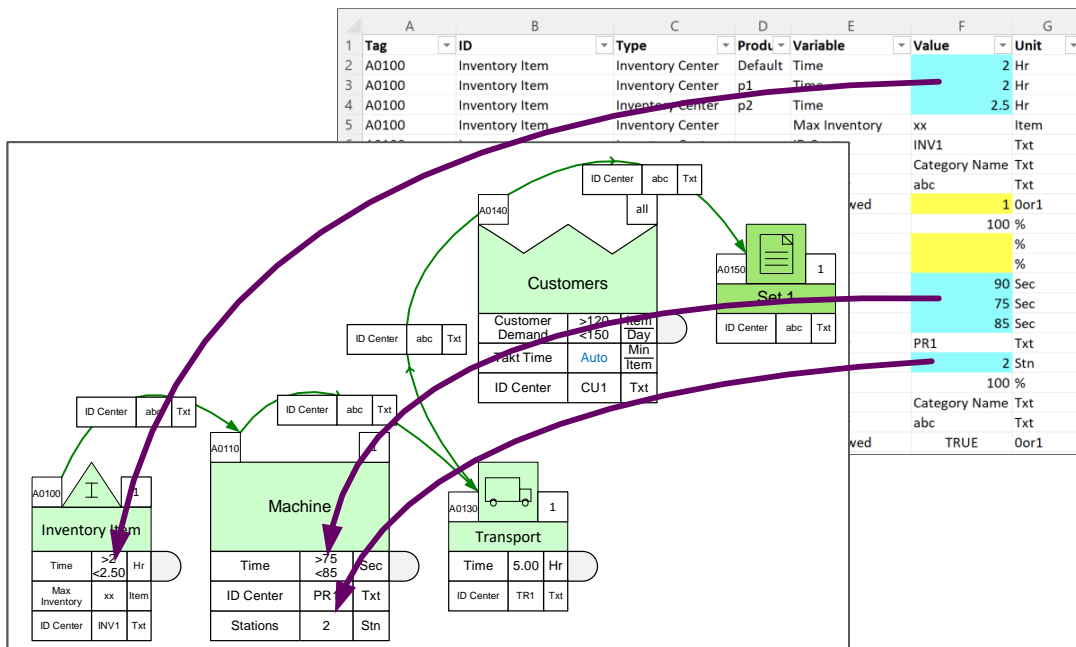 A B C D E F G
1 Tag ID Type Produ Variable Value Unit
2 A0100 Inventory Item Inventory Center Default Time 2 Hr
3 A0100 Inventory Item Inventory Center p1 Time 2 Hr
4 A0100 Inventory Item Inventory Center p2 Time 2.5 Hr
5 A0100 Inventory Item Inventory Center Max Inventory xx Item
INV1 Txt
Category Name Txt
abc Txt
wed 1 0or1
100 %
%
%
90 Sec
75 Sec
85 Sec
PR1 Txt
2 Stn
100 %
Category Name Txt
abc Txt
wed TRUE 0or1
ID Center abc Txt
A0140 all
Customers
Customer Demand >120 <150 Item Day
Takt Time Auto Min Item
ID Center CU1 Txt
A0150 1
Set 1
ID Center abc Txt
ID Center abc Txt
ID Center abc Txt
ID Center abc Txt
A0100 I 1
Inventory Item
Time >2 <2.50 Hr
Max Inventory xx Item
ID Center INV1 Txt
A0110 1
Machine
Time >75 <85 Sec
ID Center PR1 Txt
Stations 2 Stn
A0130 1
Transport
Time 5.00 Hr
ID Center TR1 Txt